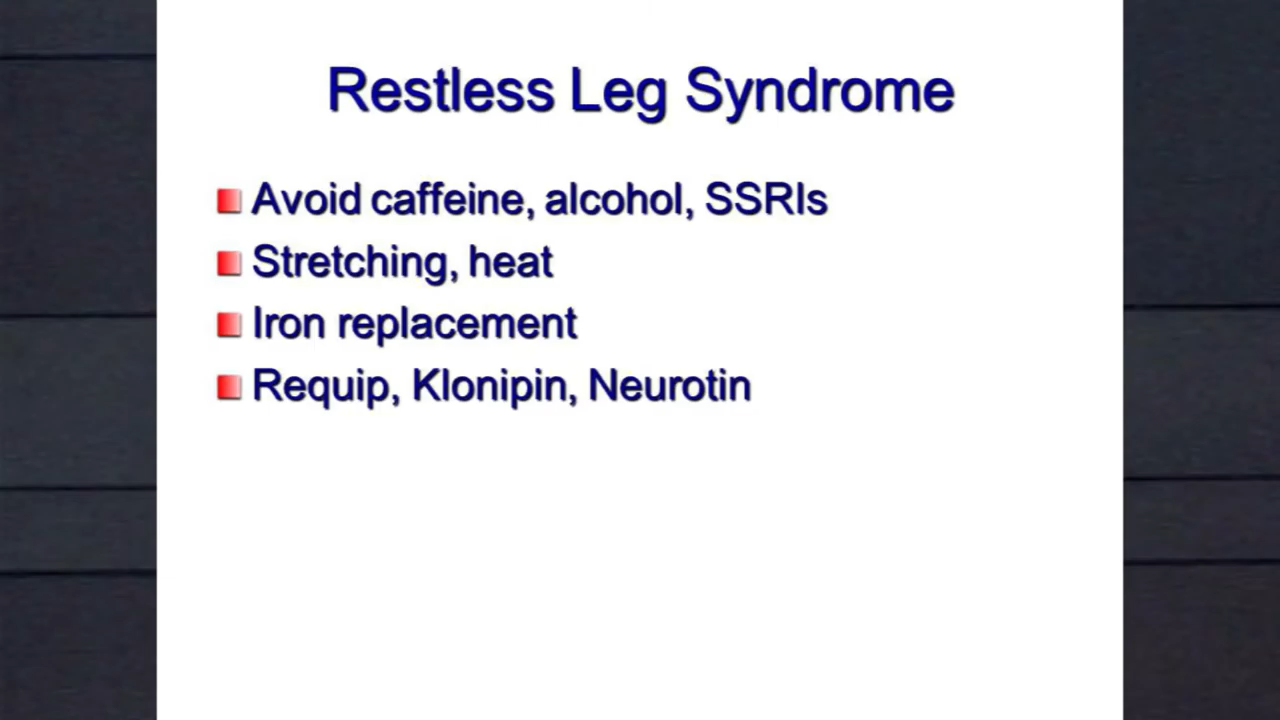 Restless Leg Syndrome
Avoid caffeine, alcohol, SSRIs
Stretching, heat
Iron replacement
Requip, Klonipin, Neurotin